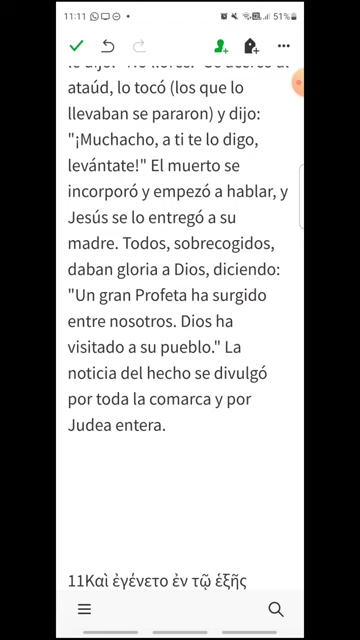 11:11
51%
ataúd, lo tocó (los que lo
llevaban se pararon) y dijo:
"¡Muchacho, a ti te lo digo,
levántate!" El muerto se
incorporó y empezó a hablar, y
Jesús se lo entregó a su
madre. Todos, sobrecogidos,
daban gloria a Dios, diciendo:
"Un gran Profeta ha surgido
entre nosotros. Dios ha
visitado a su pueblo." La
noticia del hecho se divulgó
por toda la comarca y por
Judea entera.
11Καὶ ἐγένετο ἐν τῷ ἑξῆς